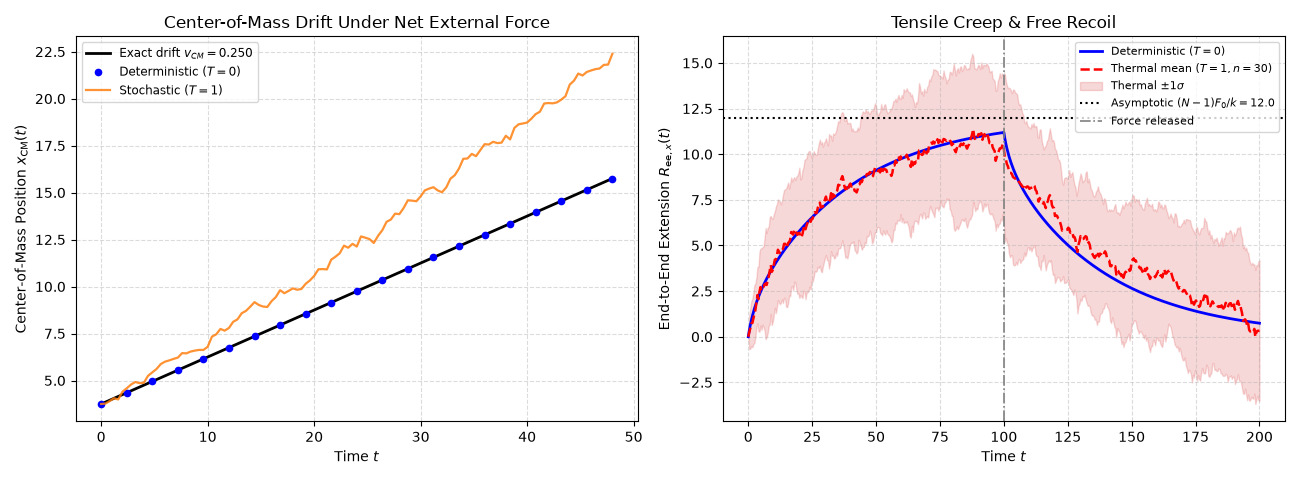 Center-of-Mass Drift Under Net External Force
Center-of-Mass Position x_CM(t)
22.5
20.0
17.5
15.0
12.5
10.0
7.5
5.0
Exact drift v_CM = 0.250
Deterministic (T = 0)
Stochastic (T = 1)
0 10 20 30 40 50
Time t
Tensile Creep & Free Recoil
End-to-End Extension R_ee,x(t)
15.0
12.5
10.0
7.5
5.0
2.5
0.0
−2.5
Deterministic (T = 0)
Thermal mean (T = 1, n = 30)
Thermal ±1σ
Asymptotic (N − 1)F₀/k = 12.0
Force released
0 25 50 75 100 125 150 175 200
Time t